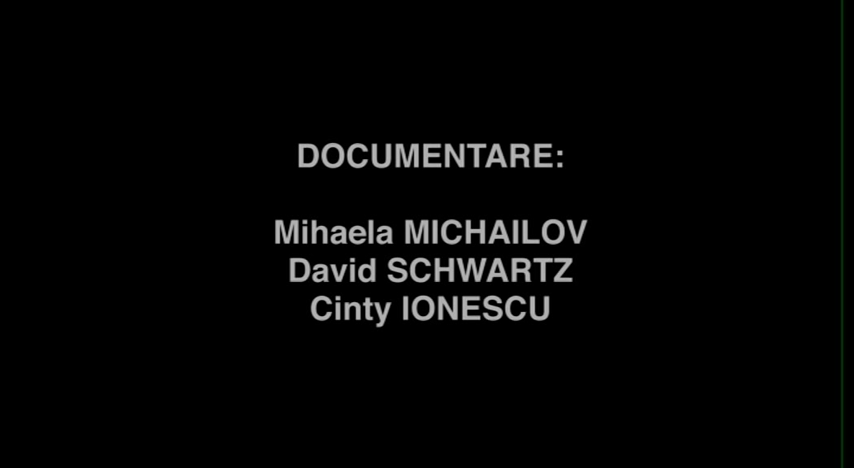 DOCUMENTARE:
Mihaela MICHAILOV
David SCHWARTZ
Cinty IONESCU